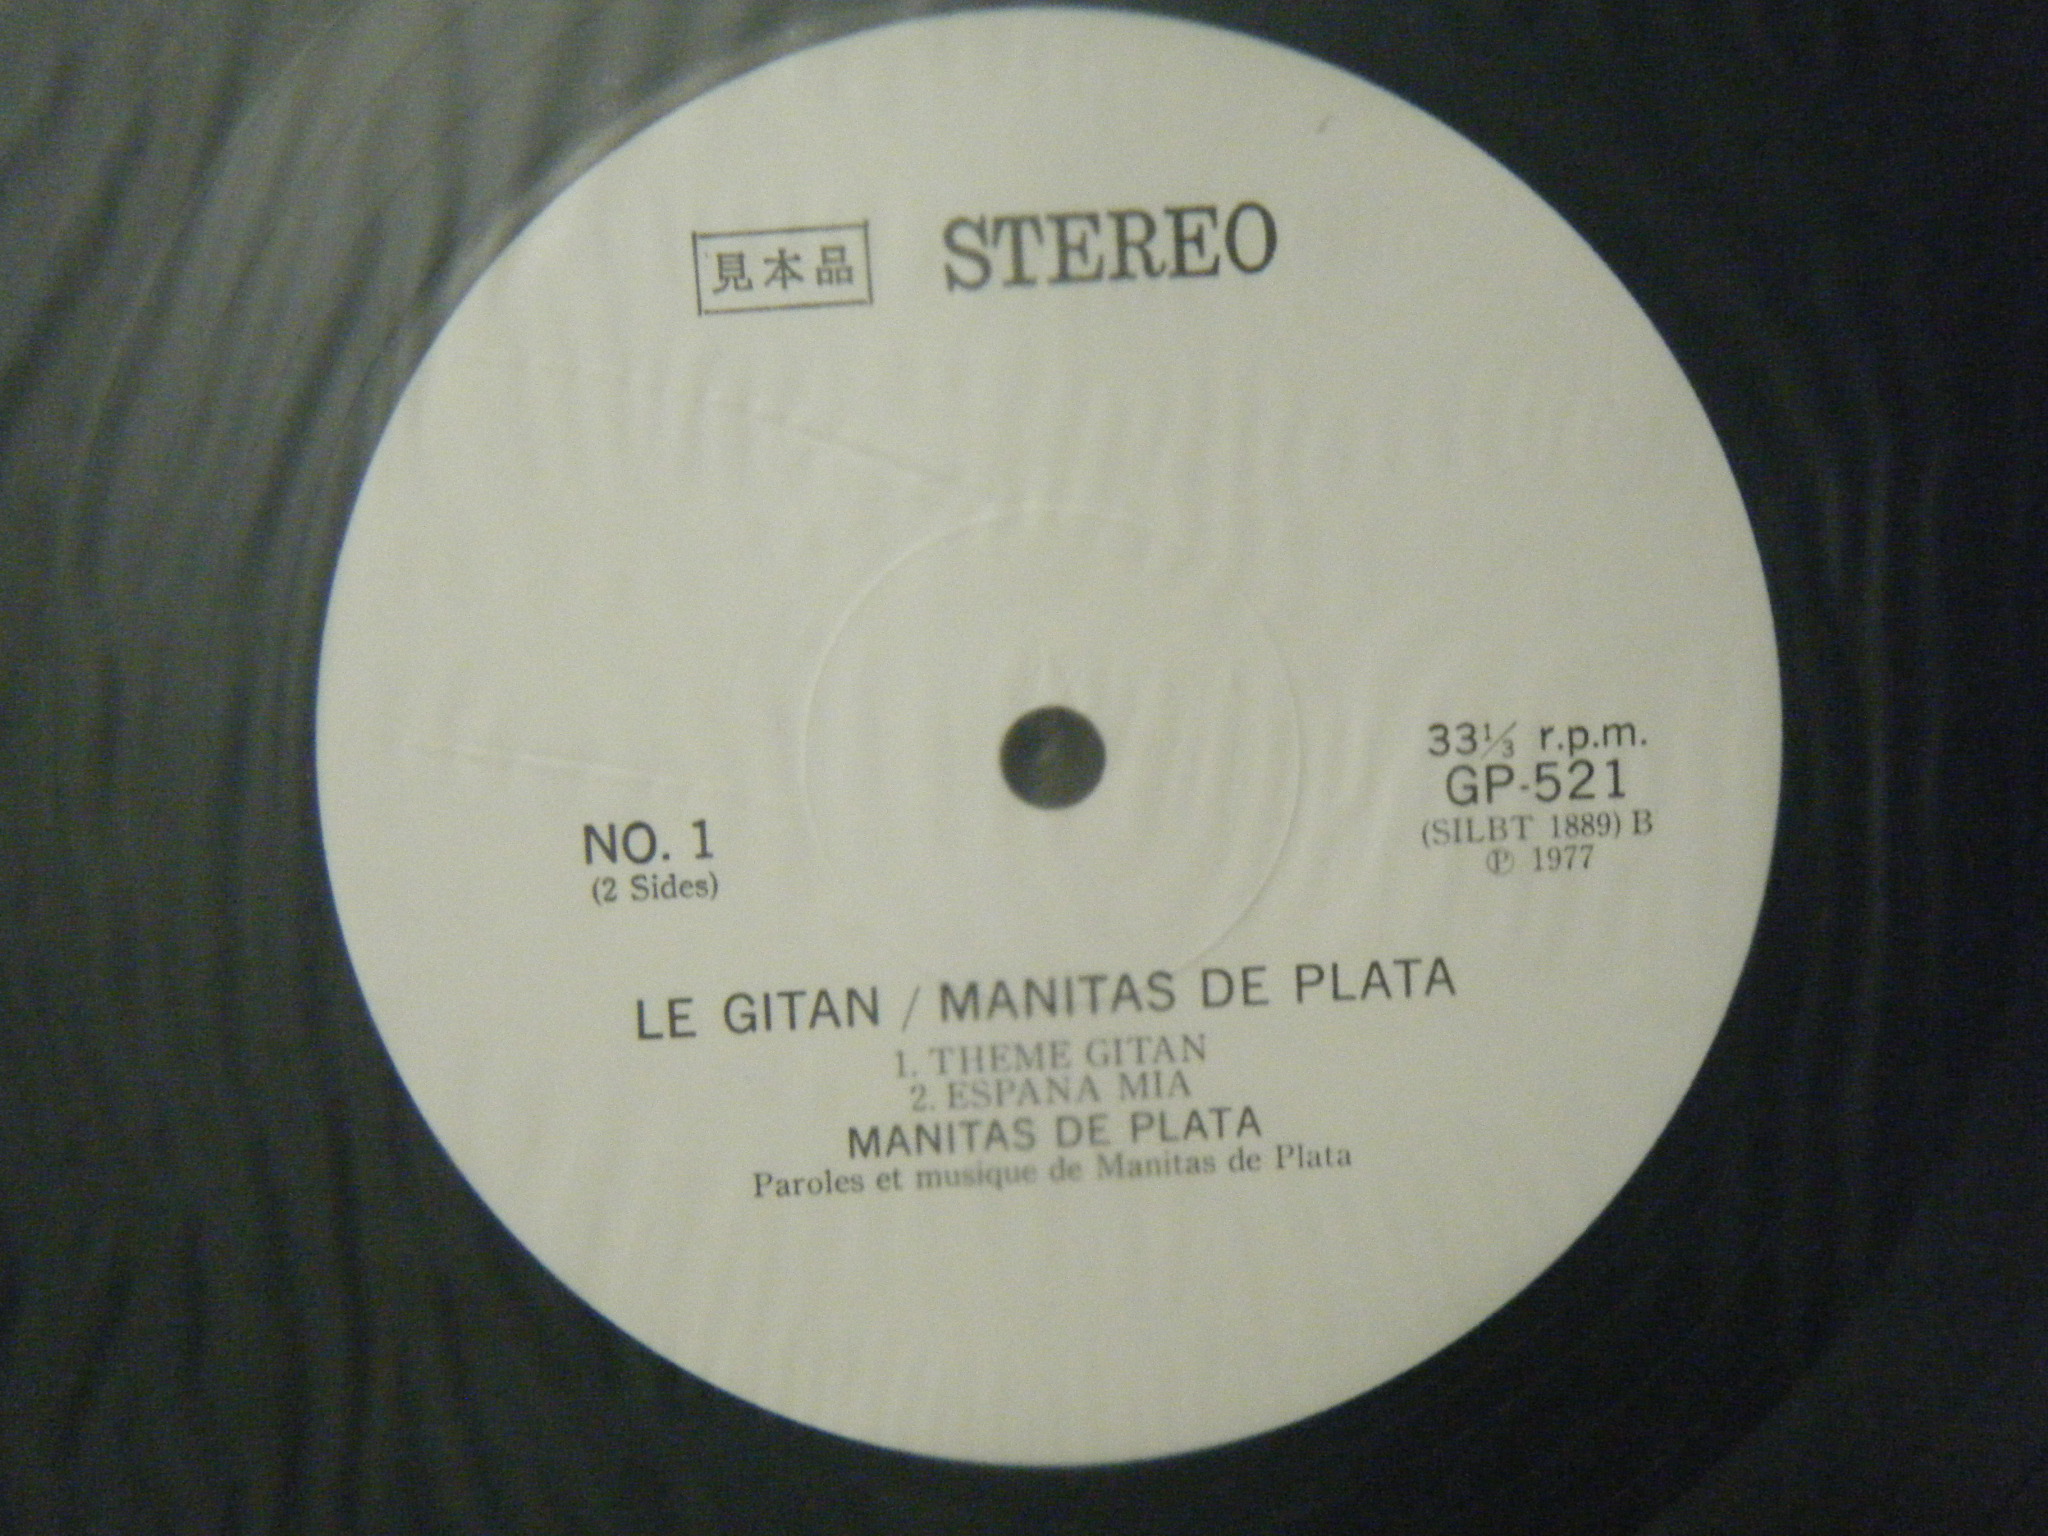 見本品 STEREO
33⅓ r.p.m.
GP-521
(SILBT 1889) B
Ⓟ 1977
NO. 1
(2 Sides)
LE GITAN / MANITAS DE PLATA
1. THEME GITAN
2. ESPANA MIA
MANITAS DE PLATA
Paroles et musique de Manitas de Plata